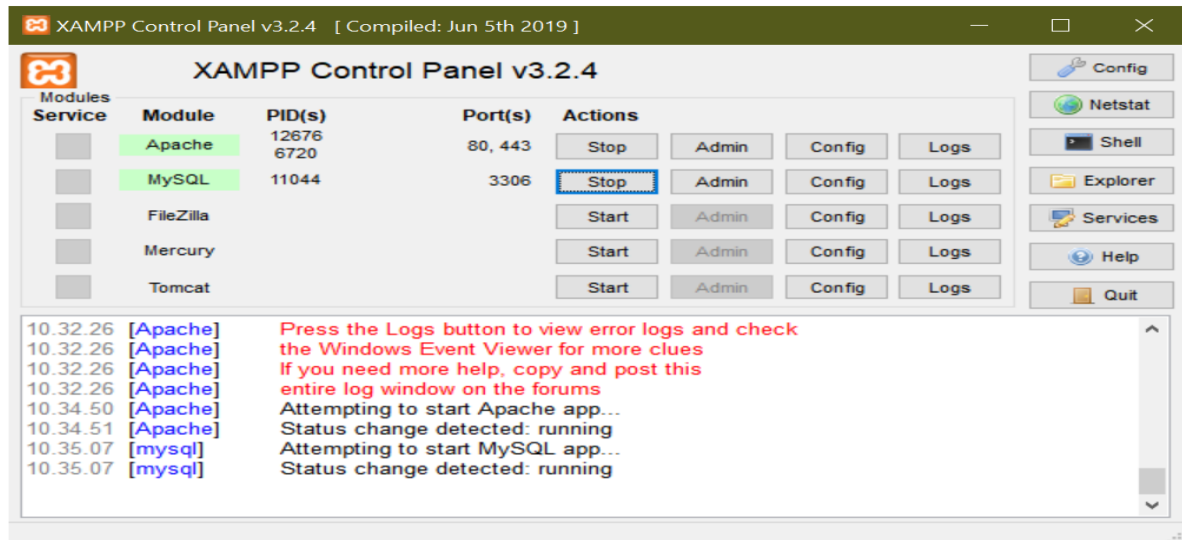 XAMPP Control Panel v3.2.4 [ Compiled: Jun 5th 2019 ]
XAMPP Control Panel v3.2.4
Config
Modules
Netstat
Service Module PID(s) Port(s) Actions
Apache 12676 6720 80, 443 Stop Admin Config Logs
Shell
MySQL 11044 3306 Stop Admin Config Logs
Explorer
FileZilla Start Admin Config Logs
Services
Mercury Start Admin Config Logs
Help
Tomcat Start Admin Config Logs
Quit
10.32.26 [Apache] Press the Logs button to view error logs and check
10.32.26 [Apache] the Windows Event Viewer for more clues
10.32.26 [Apache] If you need more help, copy and post this
10.32.26 [Apache] entire log window on the forums
10.34.50 [Apache] Attempting to start Apache app...
10.34.51 [Apache] Status change detected: running
10.35.07 [mysql] Attempting to start MySQL app...
10.35.07 [mysql] Status change detected: running